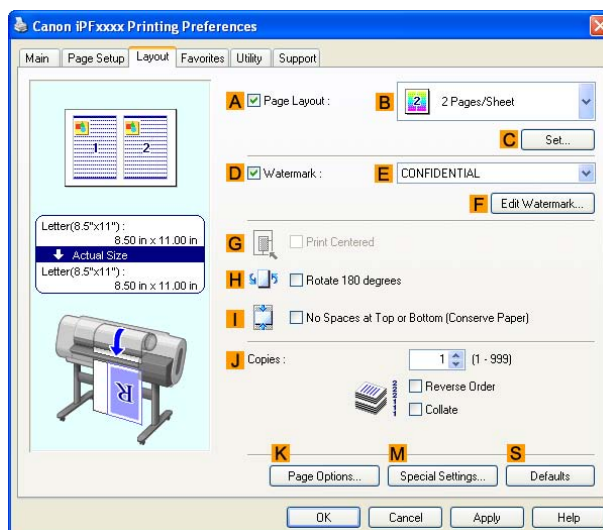 Canon iPFxxxx Printing Preferences
Main Page Setup Layout Favorites Utility Support
A Page Layout : B 2 2 Pages/Sheet
1 2
C Set...
D Watermark : E CONFIDENTIAL
F Edit Watermark...
Letter(8.5"x11") :
8.50 in x 11.00 in
Actual Size
Letter(8.5"x11") :
8.50 in x 11.00 in
G Print Centered
H Rotate 180 degrees
I No Spaces at Top or Bottom (Conserve Paper)
R
J Copies : 1 (1 - 999)
Reverse Order
Collate
K M S
Page Options... Special Settings... Defaults
OK Cancel Apply Help